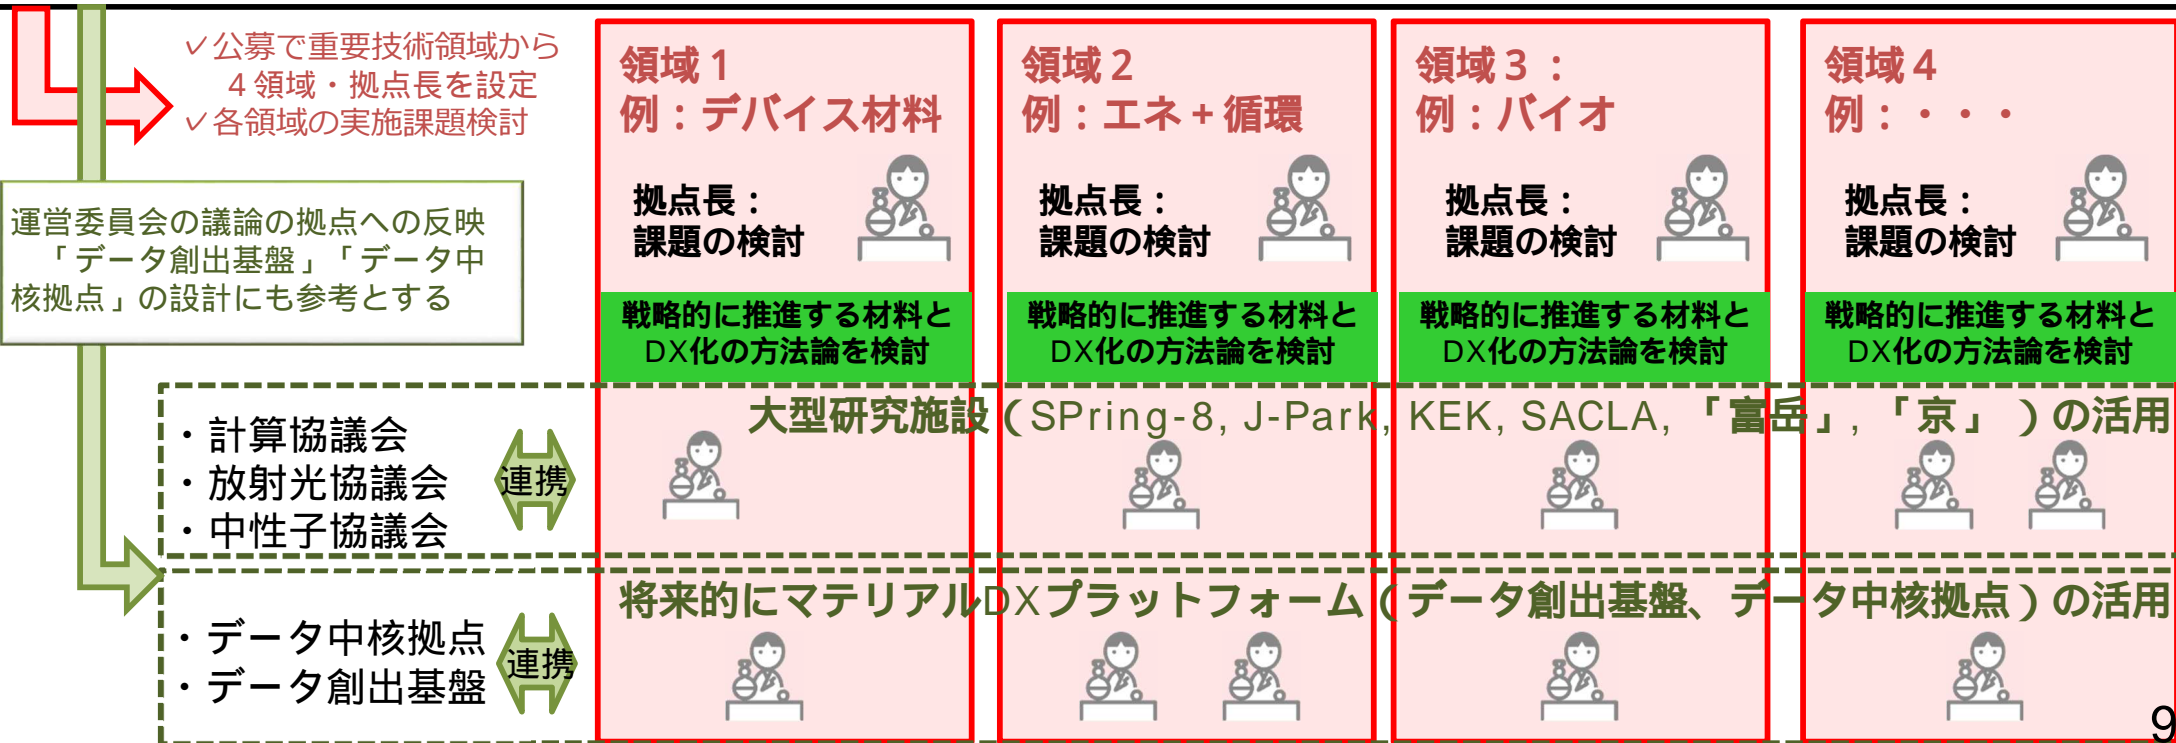 ✓公募で重要技術領域から
４領域・拠点長を設定
✓各領域の実施課題検討
運営委員会の議論の拠点への反映
「データ創出基盤」「データ中
核拠点」の設計にも参考とする
領域１
例：デバイス材料
拠点長：
課題の検討
戦略的に推進する材料と
DX化の方法論を検討
領域２
例：エネ＋循環
拠点長：
課題の検討
戦略的に推進する材料と
DX化の方法論を検討
領域３：
例：バイオ
拠点長：
課題の検討
戦略的に推進する材料と
DX化の方法論を検討
領域４
例：・・・
拠点長：
課題の検討
戦略的に推進する材料と
DX化の方法論を検討
大型研究施設（SPring-8, J-Park, KEK, SACLA, 「富岳」, 「京」）の活用
・計算協議会
・放射光協議会
・中性子協議会
連携
将来的にマテリアルDXプラットフォーム（データ創出基盤、データ中核拠点）の活用
・データ中核拠点
・データ創出基盤
連携
9